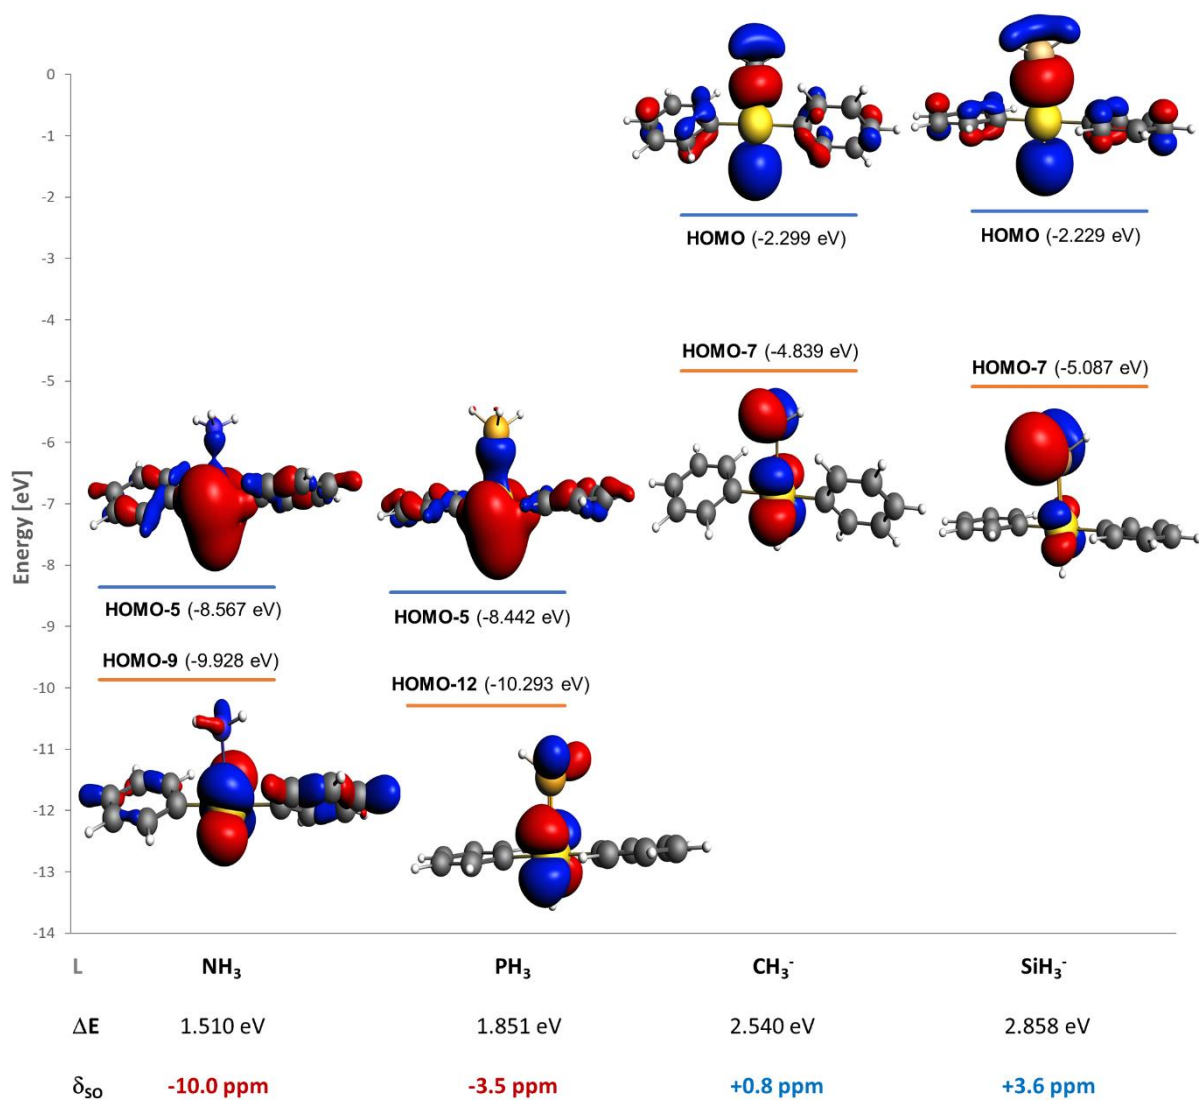 0
-1
-2
HOMO (-2.299 eV)
HOMO (-2.229 eV)
-3
-4
HOMO-7 (-4.839 eV)
HOMO-7 (-5.087 eV)
-5
-6
Energy [eV]
-7
-8
HOMO-5 (-8.567 eV)
HOMO-5 (-8.442 eV)
-9
HOMO-9 (-9.928 eV)
HOMO-12 (-10.293 eV)
-10
-11
-12
-13
-14
L NH₃ PH₃ CH₃⁻ SiH₃⁻
ΔE 1.510 eV 1.851 eV 2.540 eV 2.858 eV
δSO -10.0 ppm -3.5 ppm +0.8 ppm +3.6 ppm